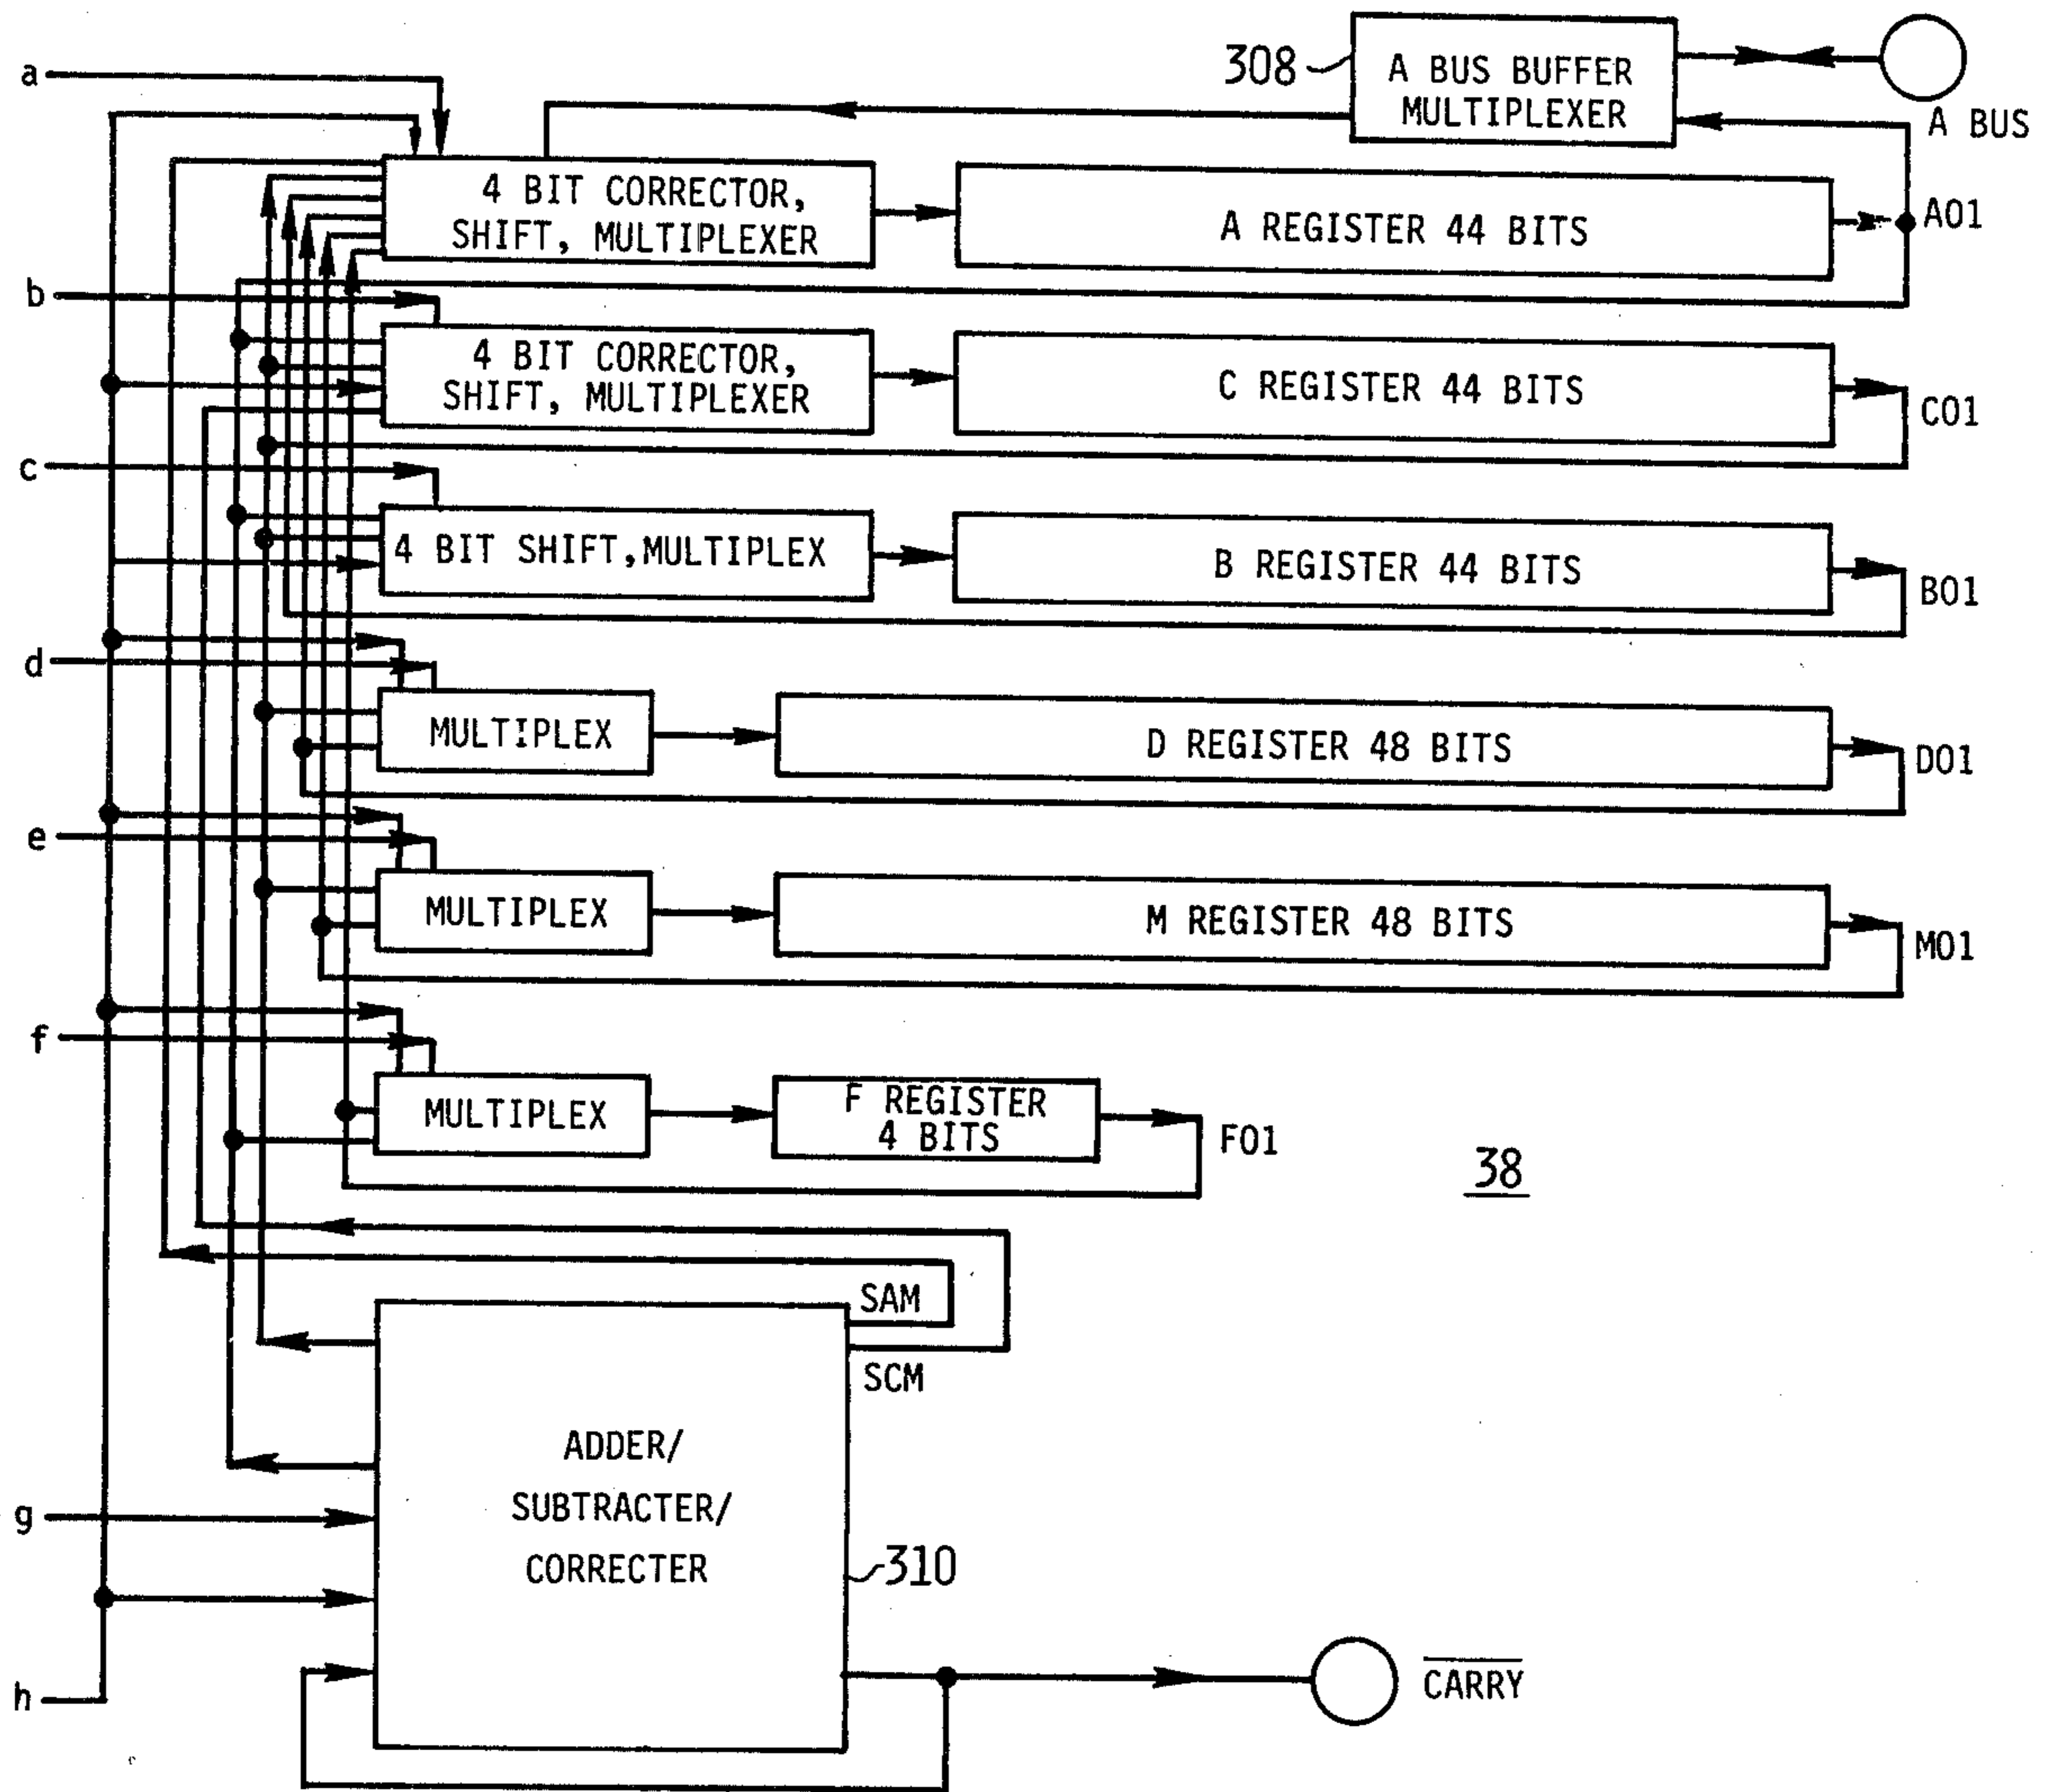 a
308
A BUS BUFFER
MULTIPLEXER
A BUS
4 BIT CORRECTOR,
SHIFT, MULTIPLEXER
A REGISTER 44 BITS
A01
b
4 BIT CORRECTOR,
SHIFT, MULTIPLEXER
C REGISTER 44 BITS
C01
c
4 BIT SHIFT,MULTIPLEX
B REGISTER 44 BITS
B01
d
MULTIPLEX
D REGISTER 48 BITS
D01
e
MULTIPLEX
M REGISTER 48 BITS
M01
f
MULTIPLEX
F REGISTER
4 BITS
F01
38
SAM
SCM
ADDER/
SUBTRACTER/
CORRECTER
310
g
h
CARRY